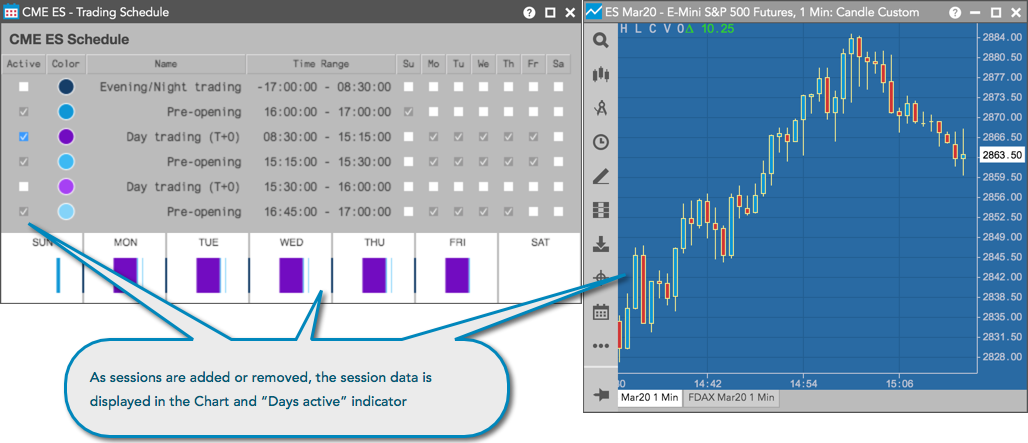 CME ES - Trading Schedule
CME ES Schedule
Active Color Name Time Range Su Mo Tu We Th Fr Sa
Evening/Night trading -17:00:00 - 08:30:00
Pre-opening 16:00:00 - 17:00:00
Day trading (T+0) 08:30:00 - 15:15:00
Pre-opening 15:15:00 - 15:30:00
Day trading (T+0) 15:30:00 - 16:00:00
Pre-opening 16:45:00 - 17:00:00
SUN MON TUE WED THU FRI SAT
As sessions are added or removed, the session data is
displayed in the Chart and “Days active” indicator
ES Mar20 - E-Mini S&P 500 Futures, 1 Min: Candle Custom
H L C V O Δ 10.25
2884.00
2880.50
2877.00
2873.50
2870.00
2866.50
2863.50
2859.50
2856.00
2852.50
2849.00
2845.50
2842.00
2838.50
2835.00
2831.50
2828.00
30 14:42 14:54 15:06
Mar20 1 Min FDAX Mar20 1 Min